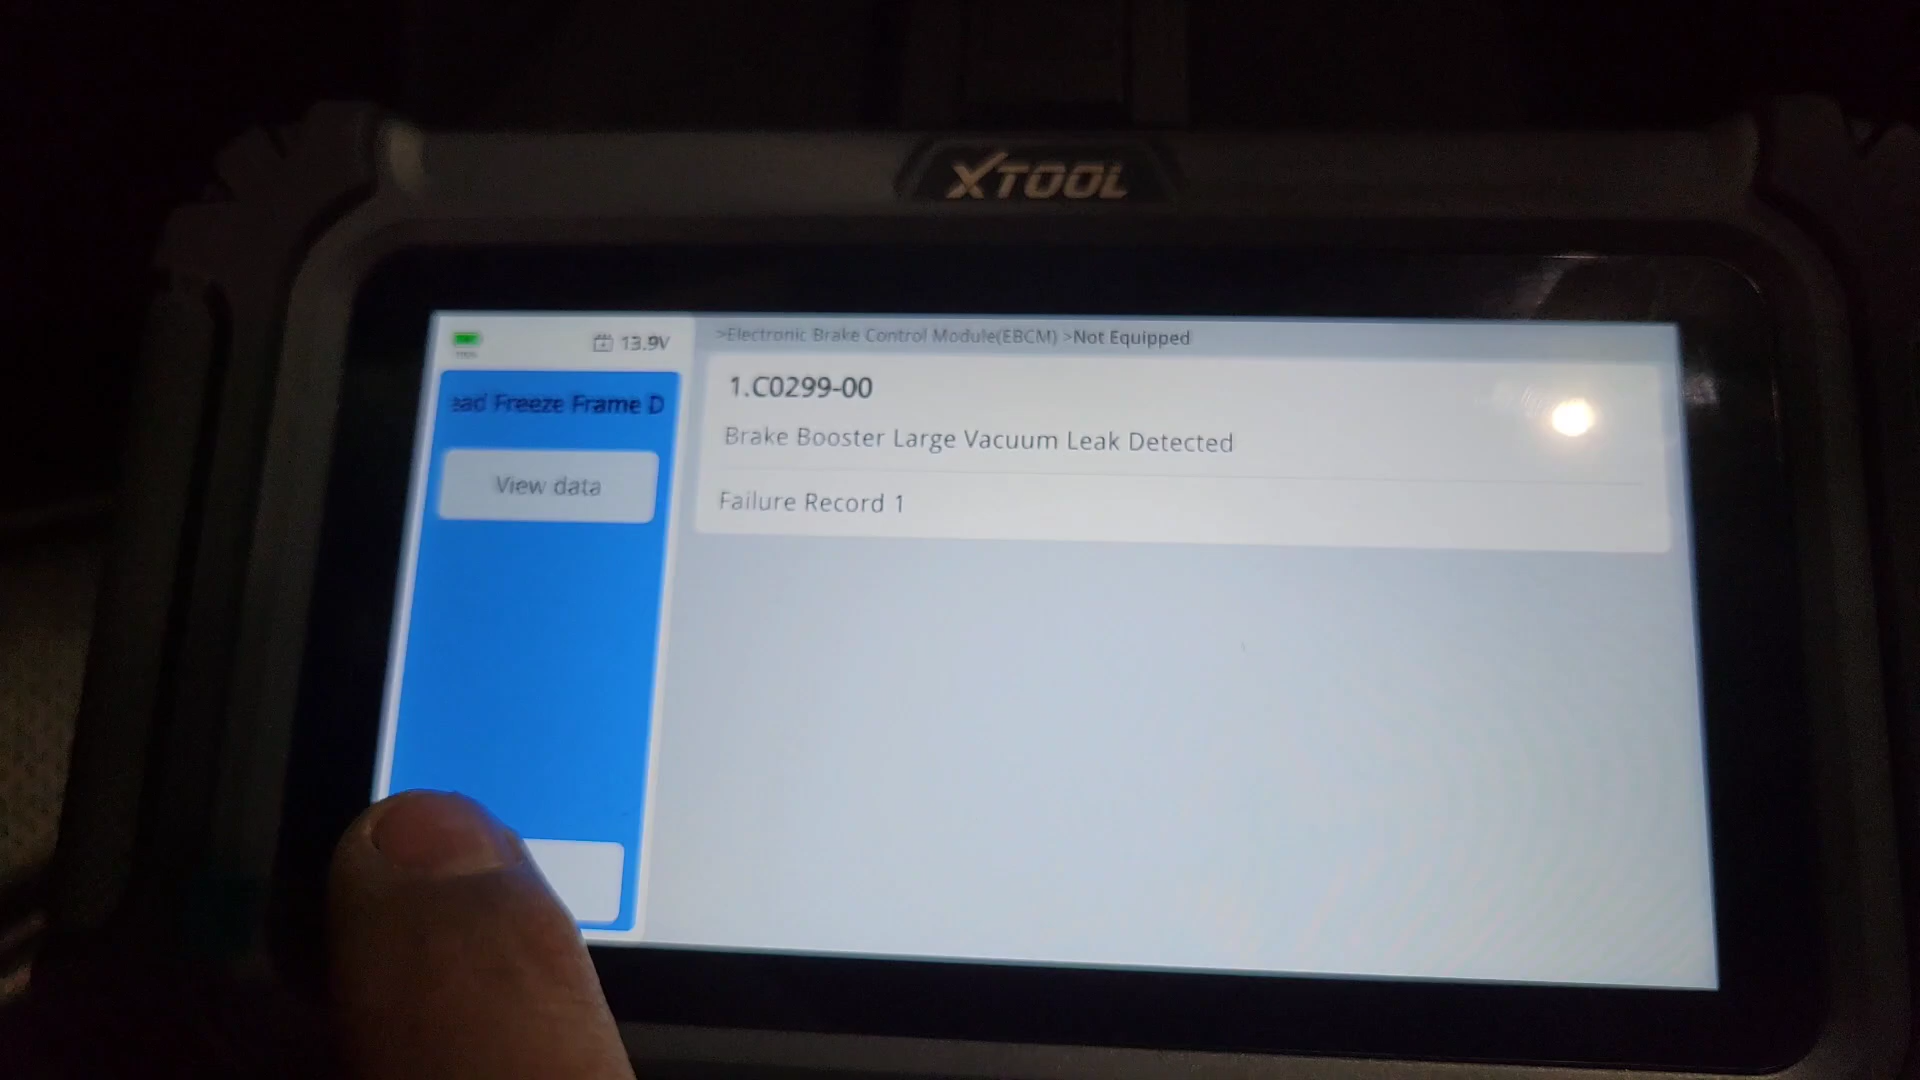 XTOOL
13.9V
>Electronic Brake Control Module(EBCM) >Not Equipped
ead Freeze Frame D
View data
1.C0299-00
Brake Booster Large Vacuum Leak Detected
Failure Record 1